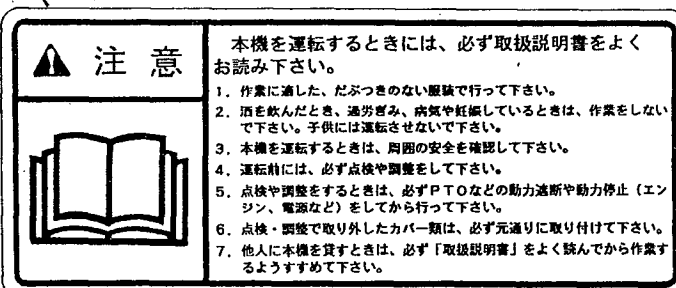 注 意
本機を運転するときには、必ず取扱説明書をよく
お読み下さい。
1. 作業に適した、だぶつきのない服装で行って下さい。
2. 酒を飲んだとき、過労ぎみ、病気や妊娠しているときは、作業をしない
で下さい。子供には運転させないで下さい。
3. 本機を運転するときは、周囲の安全を確認して下さい。
4. 運転前には、必ず点検や調整をして下さい。
5. 点検や調整をするときは、必ずPTOなどの動力遮断や動力停止（エン
ジン、電源など）をしてから行って下さい。
6. 点検・調整で取り外したカバー類は、必ず元通りに取り付けて下さい。
7. 他人に本機を貸すときは、必ず「取扱説明書」をよく読んでから作業す
るようすすめて下さい。